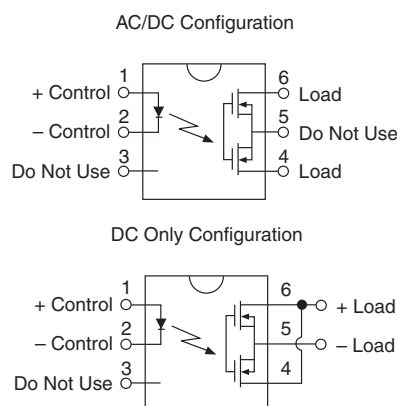 AC/DC Configuration
1
+ Control
2
– Control
3
Do Not Use
6
Load
5
Do Not Use
4
Load
DC Only Configuration
1
+ Control
2
– Control
3
Do Not Use
6
+ Load
5
– Load
4